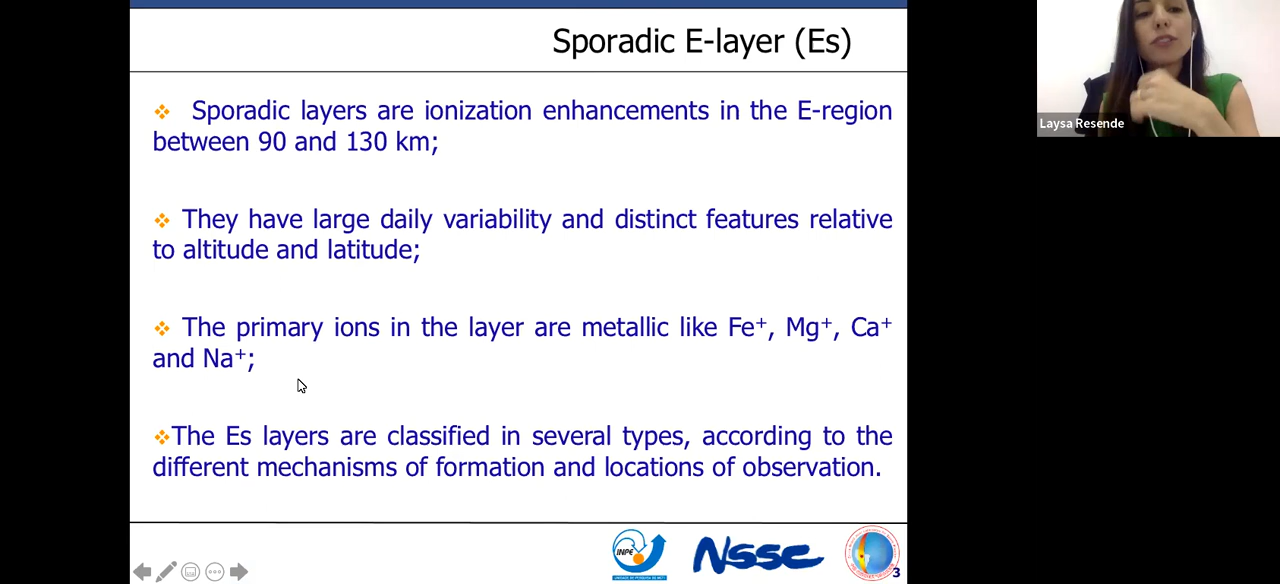 Sporadic E-layer (Es)
Laysa Resende
Sporadic layers are ionization enhancements in the E-region
between 90 and 130 km;
They have large daily variability and distinct features relative
to altitude and latitude;
The primary ions in the layer are metallic like Fe⁺, Mg⁺, Ca⁺
and Na⁺;
The Es layers are classified in several types, according to the
different mechanisms of formation and locations of observation.
INPE
NSSC
3